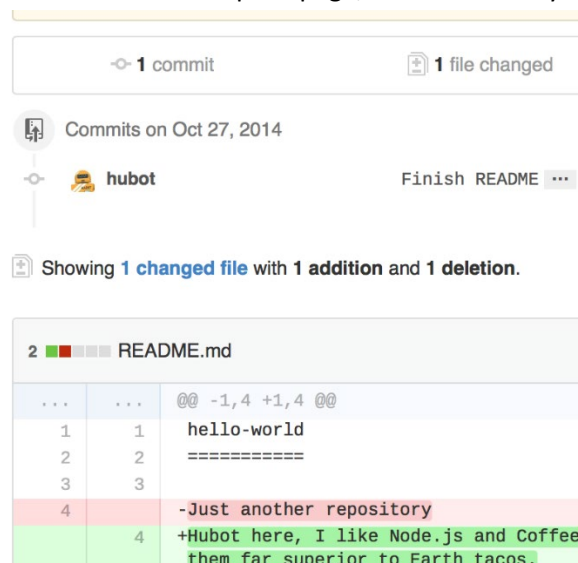 1 commit 1 file changed
Commits on Oct 27, 2014
hubot Finish README ...
Showing 1 changed file with 1 addition and 1 deletion.
2 README.md
... ... @@ -1,4 +1,4 @@
1 1 hello-world
2 2 ===========
3 3
4 -Just another repository
4 +Hubot here, I like Node.js and Coffee
them far superior to Earth tacos.